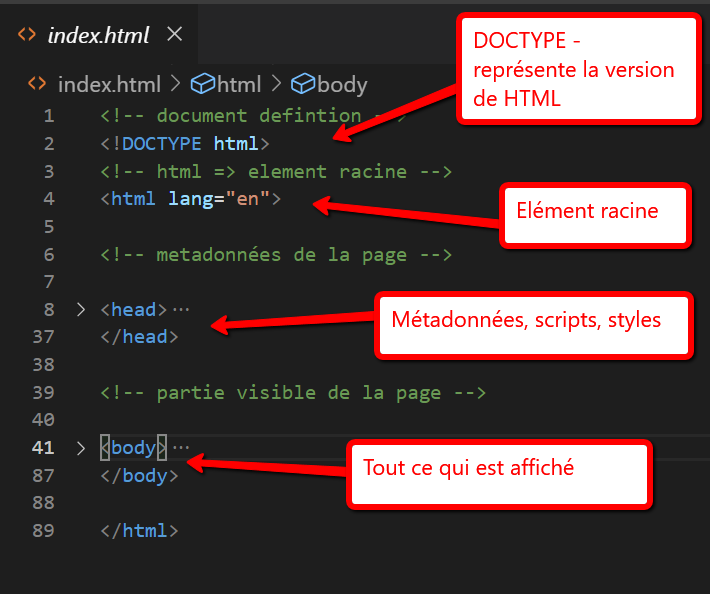 index.html
index.html > html > body
DOCTYPE -
représente la version
de HTML
1 <!-- document defintion -->
2 <!DOCTYPE html>
3 <!-- html => element racine -->
4 <html lang="en">
Elément racine
5
6 <!-- metadonnées de la page -->
7
8 <head>…
Métadonnées, scripts, styles
37 </head>
38
39 <!-- partie visible de la page -->
40
41 <body>…
Tout ce qui est affiché
87 </body>
88
89 </html>